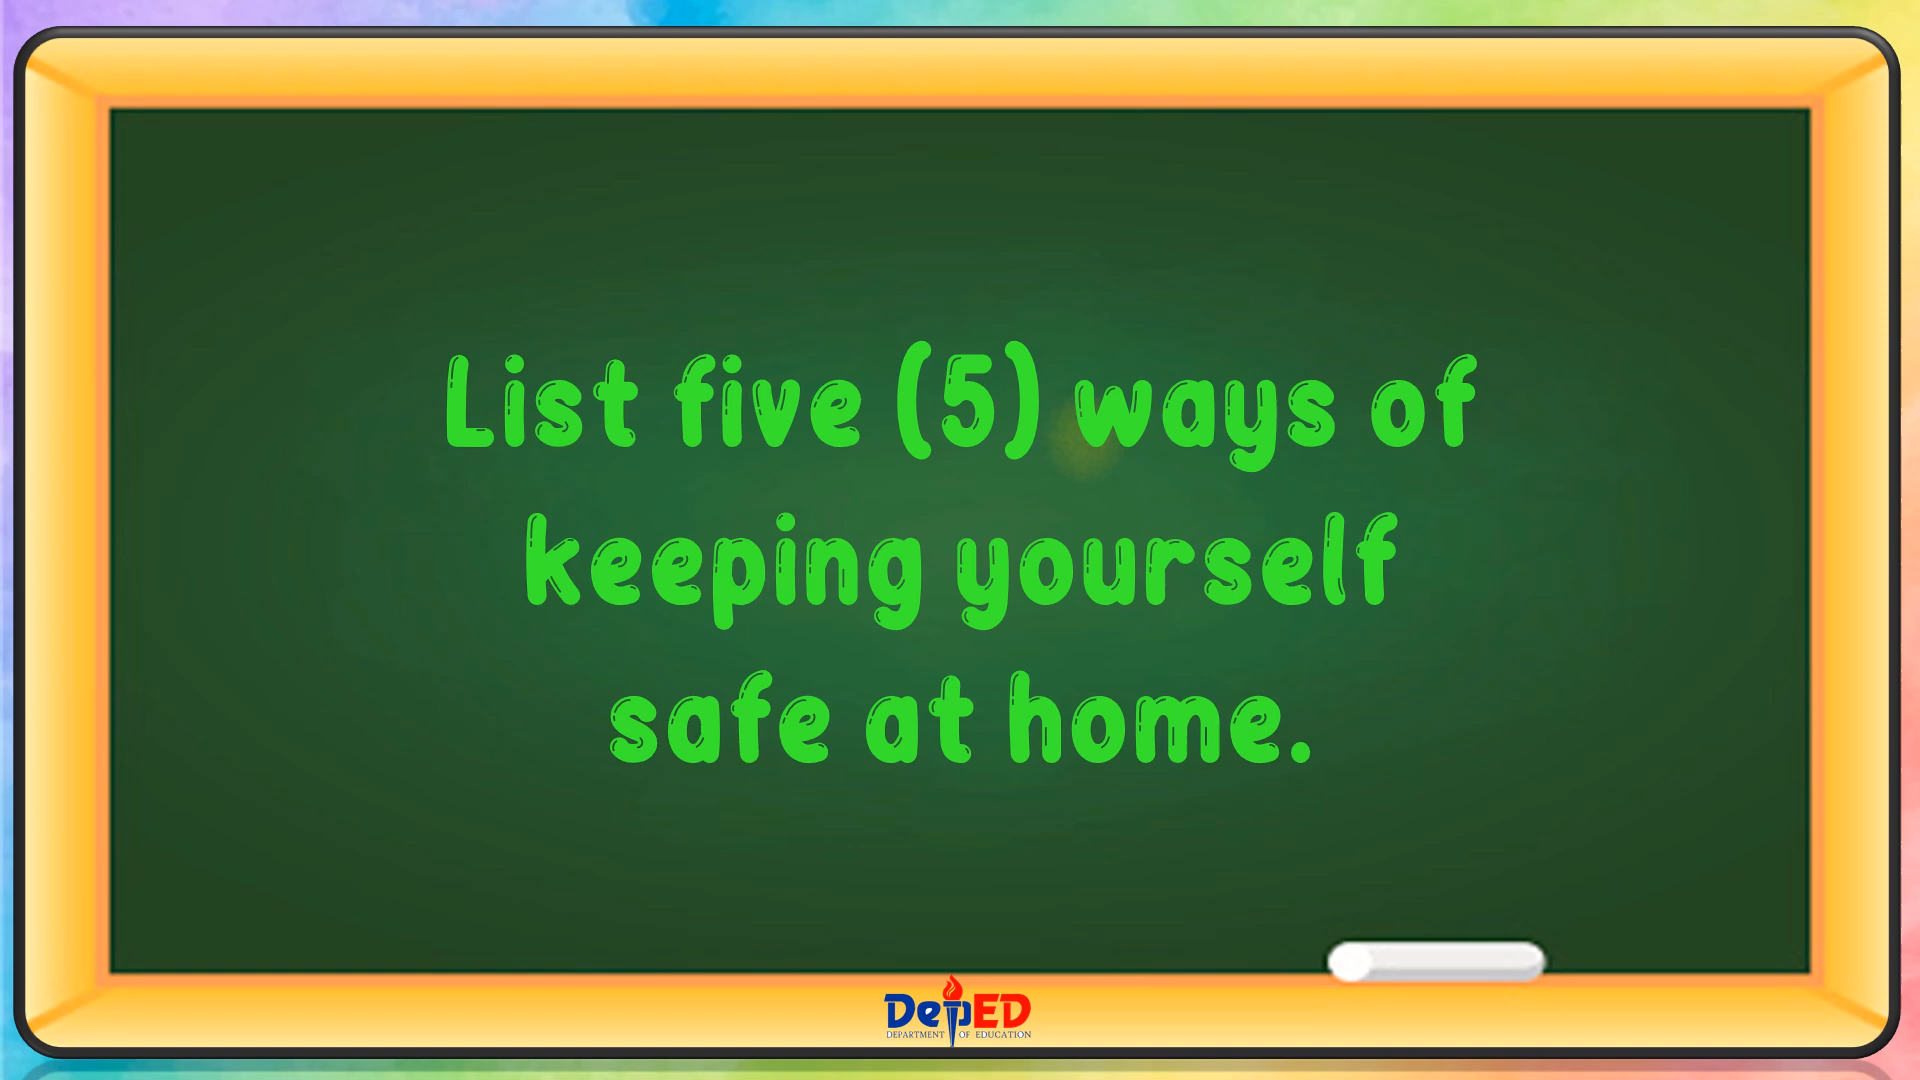 List five (5) ways of
keeping yourself
safe at home.
DepED
DEPARTMENT OF EDUCATION